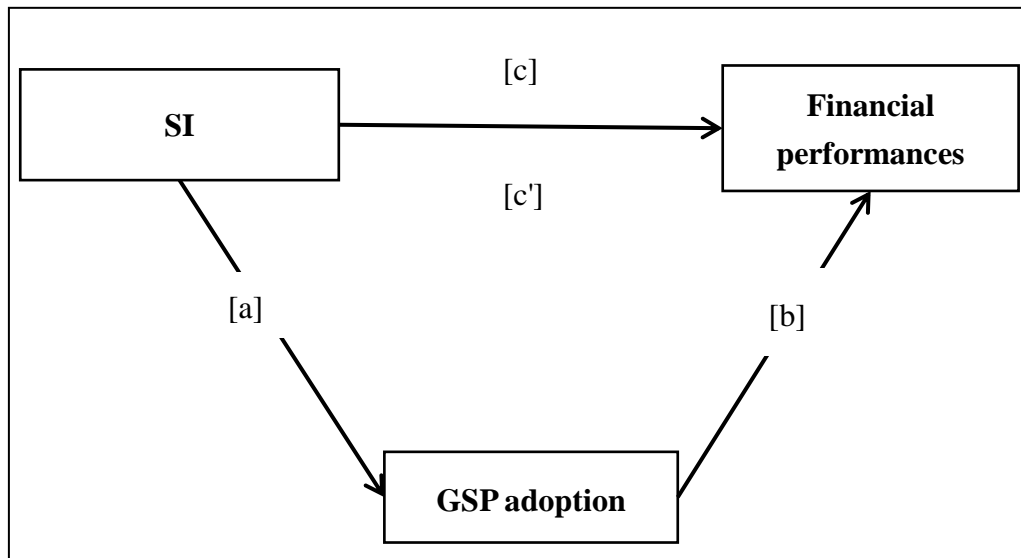 [c]
SI
Financial
performances
[c']
[a]
[b]
GSP adoption